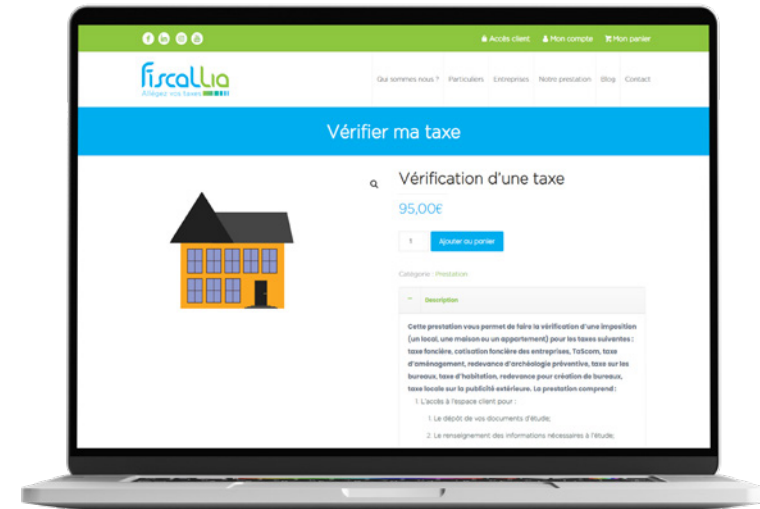 Accès client Mon compte Mon panier
fiscallia
Allégez vos taxes
Qui sommes nous ? Particuliers Entreprises Notre prestation Blog Contact
Vérifier ma taxe
Vérification d'une taxe
95,00€
1 Ajouter au panier
Catégorie : Prestation
Description
Cette prestation vous permet de faire la vérification d'une imposition
(un local, une maison ou un appartement) pour les taxes suivantes :
taxe foncière, cotisation foncière des entreprises, TaScom, taxe
d'aménagement, redevance d'archéologie préventive, taxe sur les
bureaux, taxe d'habitation, redevance pour création de bureaux,
taxe locale sur la publicité extérieure. La prestation comprend :
1. L'accès à l'espace client pour :
1. Le dépôt de vos documents d'étude;
2. Le renseignement des informations nécessaires à l'étude;